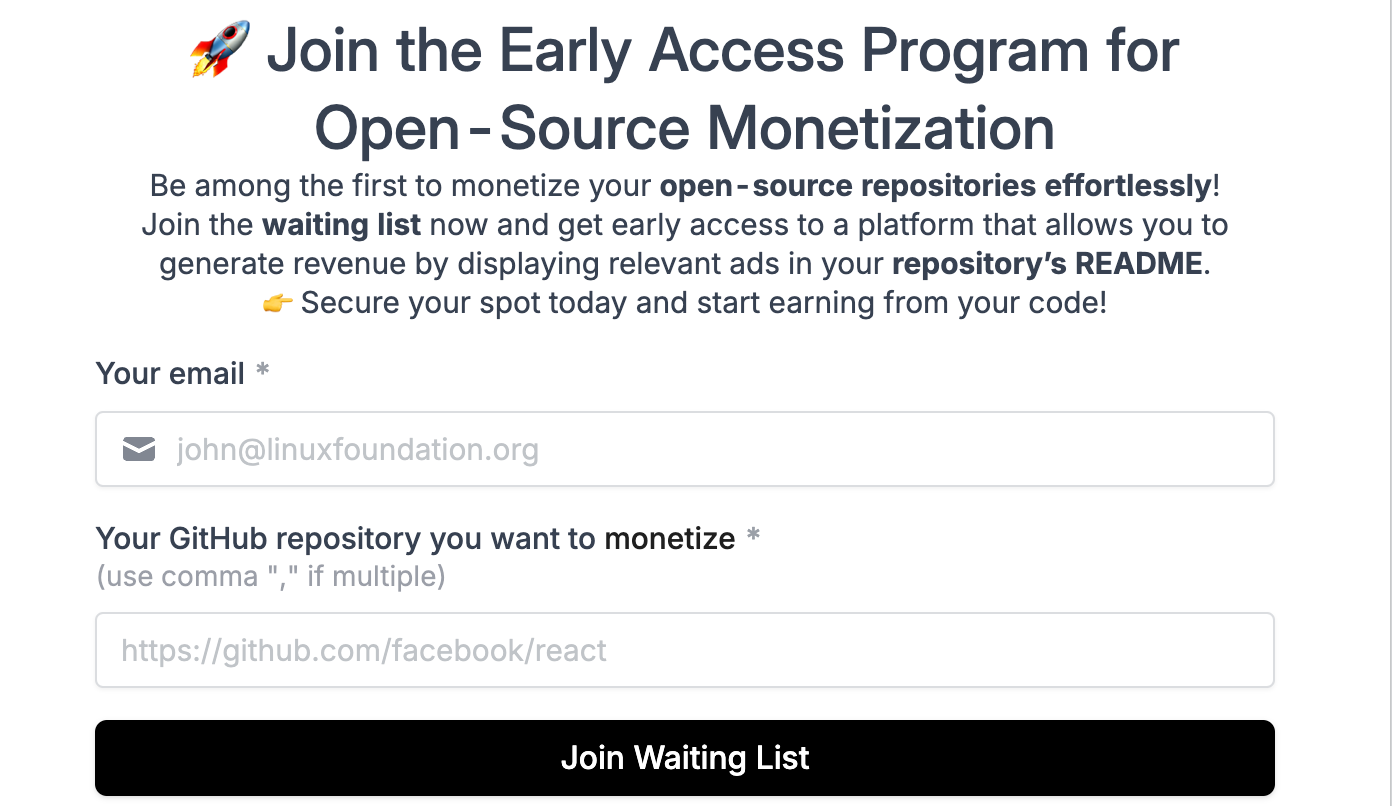 🚀 Join the Early Access Program for
Open-Source Monetization
Be among the first to monetize your open-source repositories effortlessly!
Join the waiting list now and get early access to a platform that allows you to
generate revenue by displaying relevant ads in your repository’s README.
👉 Secure your spot today and start earning from your code!
Your email *
john@linuxfoundation.org
Your GitHub repository you want to monetize *
(use comma "," if multiple)
https://github.com/facebook/react
Join Waiting List